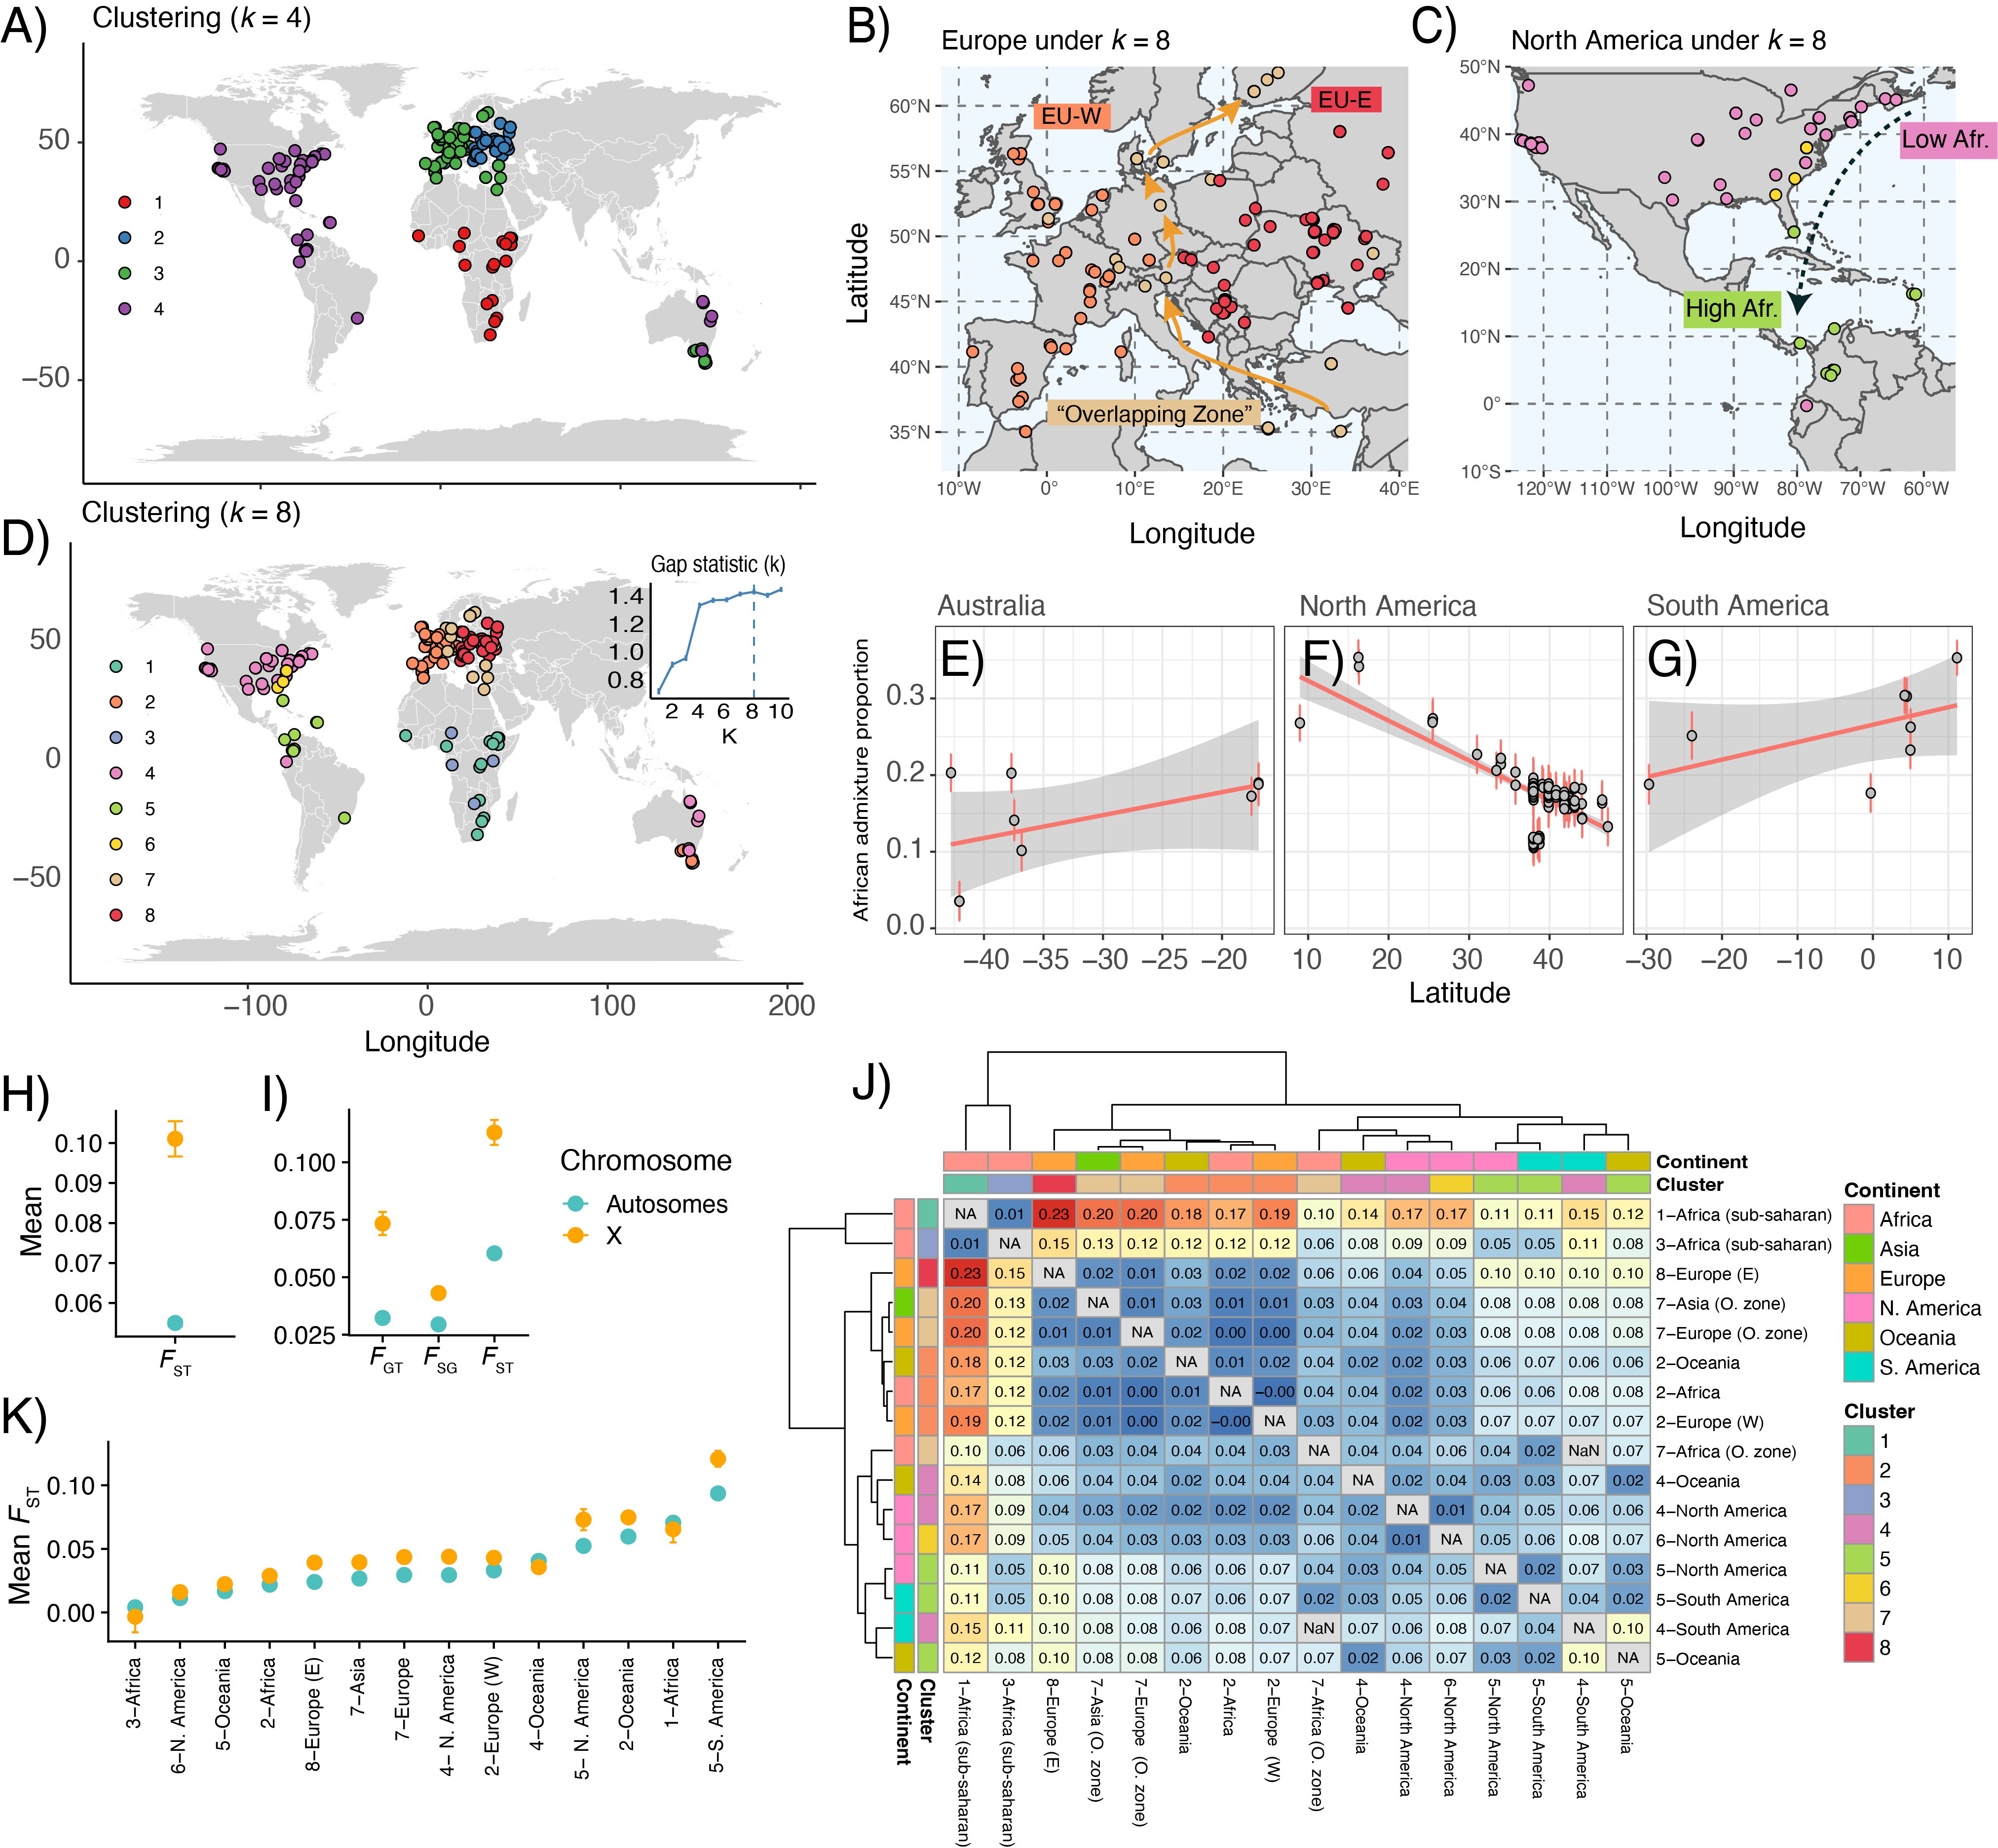 A)
Clustering (k = 4)
50
0
−50
1
2
3
4
B)
Europe under k = 8
EU-W
EU-E
“Overlapping Zone”
60°N
55°N
50°N
45°N
40°N
35°N
10°W 0° 10°E 20°E 30°E 40°E
Latitude
Longitude
C)
North America under k = 8
Low Afr.
High Afr.
50°N
40°N
30°N
20°N
10°N
0°
10°S
120°W 110°W 100°W 90°W 80°W 70°W 60°W
Longitude
D)
Clustering (k = 8)
50
0
−50
1
2
3
4
5
6
7
8
−100 0 100 200
Longitude
Gap statistic (k)
1.4
1.2
1.0
0.8
2 4 6 8 10
K
African admixture proportion
0.3
0.2
0.1
0.0
Australia
E)
−40 −35 −30 −25 −20
North America
F)
10 20 30 40
South America
G)
−30 −20 −10 0 10
Latitude
H)
Mean
0.10
0.09
0.08
0.07
0.06
FST
I)
0.100
0.075
0.050
0.025
FGT FSG FST
Chromosome
Autosomes
X
J)
Continent
Cluster
NA 0.01 0.23 0.20 0.20 0.18 0.17 0.19 0.10 0.14 0.17 0.17 0.11 0.11 0.15 0.12 1−Africa (sub−saharan)
0.01 NA 0.15 0.13 0.12 0.12 0.12 0.12 0.06 0.08 0.09 0.09 0.05 0.05 0.11 0.08 3−Africa (sub−saharan)
0.23 0.15 NA 0.02 0.01 0.03 0.02 0.02 0.06 0.06 0.04 0.05 0.10 0.10 0.10 0.10 8−Europe (E)
0.20 0.13 0.02 NA 0.01 0.03 0.01 0.01 0.03 0.04 0.03 0.04 0.08 0.08 0.08 0.08 7−Asia (O. zone)
0.20 0.12 0.01 0.01 NA 0.02 0.00 0.00 0.04 0.04 0.02 0.03 0.08 0.08 0.08 0.08 7−Europe (O. zone)
0.18 0.12 0.03 0.03 0.02 NA 0.01 0.02 0.04 0.02 0.02 0.03 0.06 0.07 0.06 0.06 2−Oceania
0.17 0.12 0.02 0.01 0.00 0.01 NA −0.00 0.04 0.04 0.02 0.03 0.06 0.06 0.08 0.08 2−Africa
0.19 0.12 0.02 0.01 0.00 0.02 −0.00 NA 0.03 0.04 0.02 0.03 0.07 0.07 0.07 0.07 2−Europe (W)
0.10 0.06 0.06 0.03 0.04 0.04 0.04 0.03 NA 0.04 0.04 0.06 0.04 0.02 NaN 0.07 7−Africa (O. zone)
0.14 0.08 0.06 0.04 0.04 0.02 0.04 0.04 0.04 NA 0.02 0.04 0.03 0.03 0.07 0.02 4−Oceania
0.17 0.09 0.04 0.03 0.02 0.02 0.02 0.02 0.04 0.02 NA 0.01 0.04 0.05 0.06 0.06 4−North America
0.17 0.09 0.05 0.04 0.03 0.03 0.03 0.03 0.06 0.04 0.01 NA 0.05 0.06 0.08 0.07 6−North America
0.11 0.05 0.10 0.08 0.08 0.06 0.06 0.07 0.04 0.03 0.04 0.05 NA 0.02 0.07 0.03 5−North America
0.11 0.05 0.10 0.08 0.08 0.07 0.06 0.07 0.02 0.03 0.05 0.06 0.02 NA 0.04 0.02 5−South America
0.15 0.11 0.10 0.08 0.08 0.06 0.08 0.07 NaN 0.07 0.06 0.08 0.07 0.04 NA 0.10 4−South America
0.12 0.08 0.10 0.08 0.08 0.06 0.08 0.07 0.07 0.02 0.06 0.07 0.03 0.02 0.10 NA 5−Oceania
Continent
Cluster
1−Africa (sub−saharan)
3−Africa (sub−saharan)
8−Europe (E)
7−Asia (O. zone)
7−Europe (O. zone)
2−Oceania
2−Africa
2−Europe (W)
7−Africa (O. zone)
4−Oceania
4−North America
6−North America
5−North America
5−South America
4−South America
5−Oceania
Continent
Africa
Asia
Europe
N. America
Oceania
S. America
Cluster
1
2
3
4
5
6
7
8
K)
Mean FST
0.10
0.05
0.00
3−Africa
6−N. America
5−Oceania
2−Africa
8−Europe (E)
7−Asia
7−Europe
4− N. America
2−Europe (W)
4−Oceania
5− N. America
2−Oceania
1−Africa
5−S. America